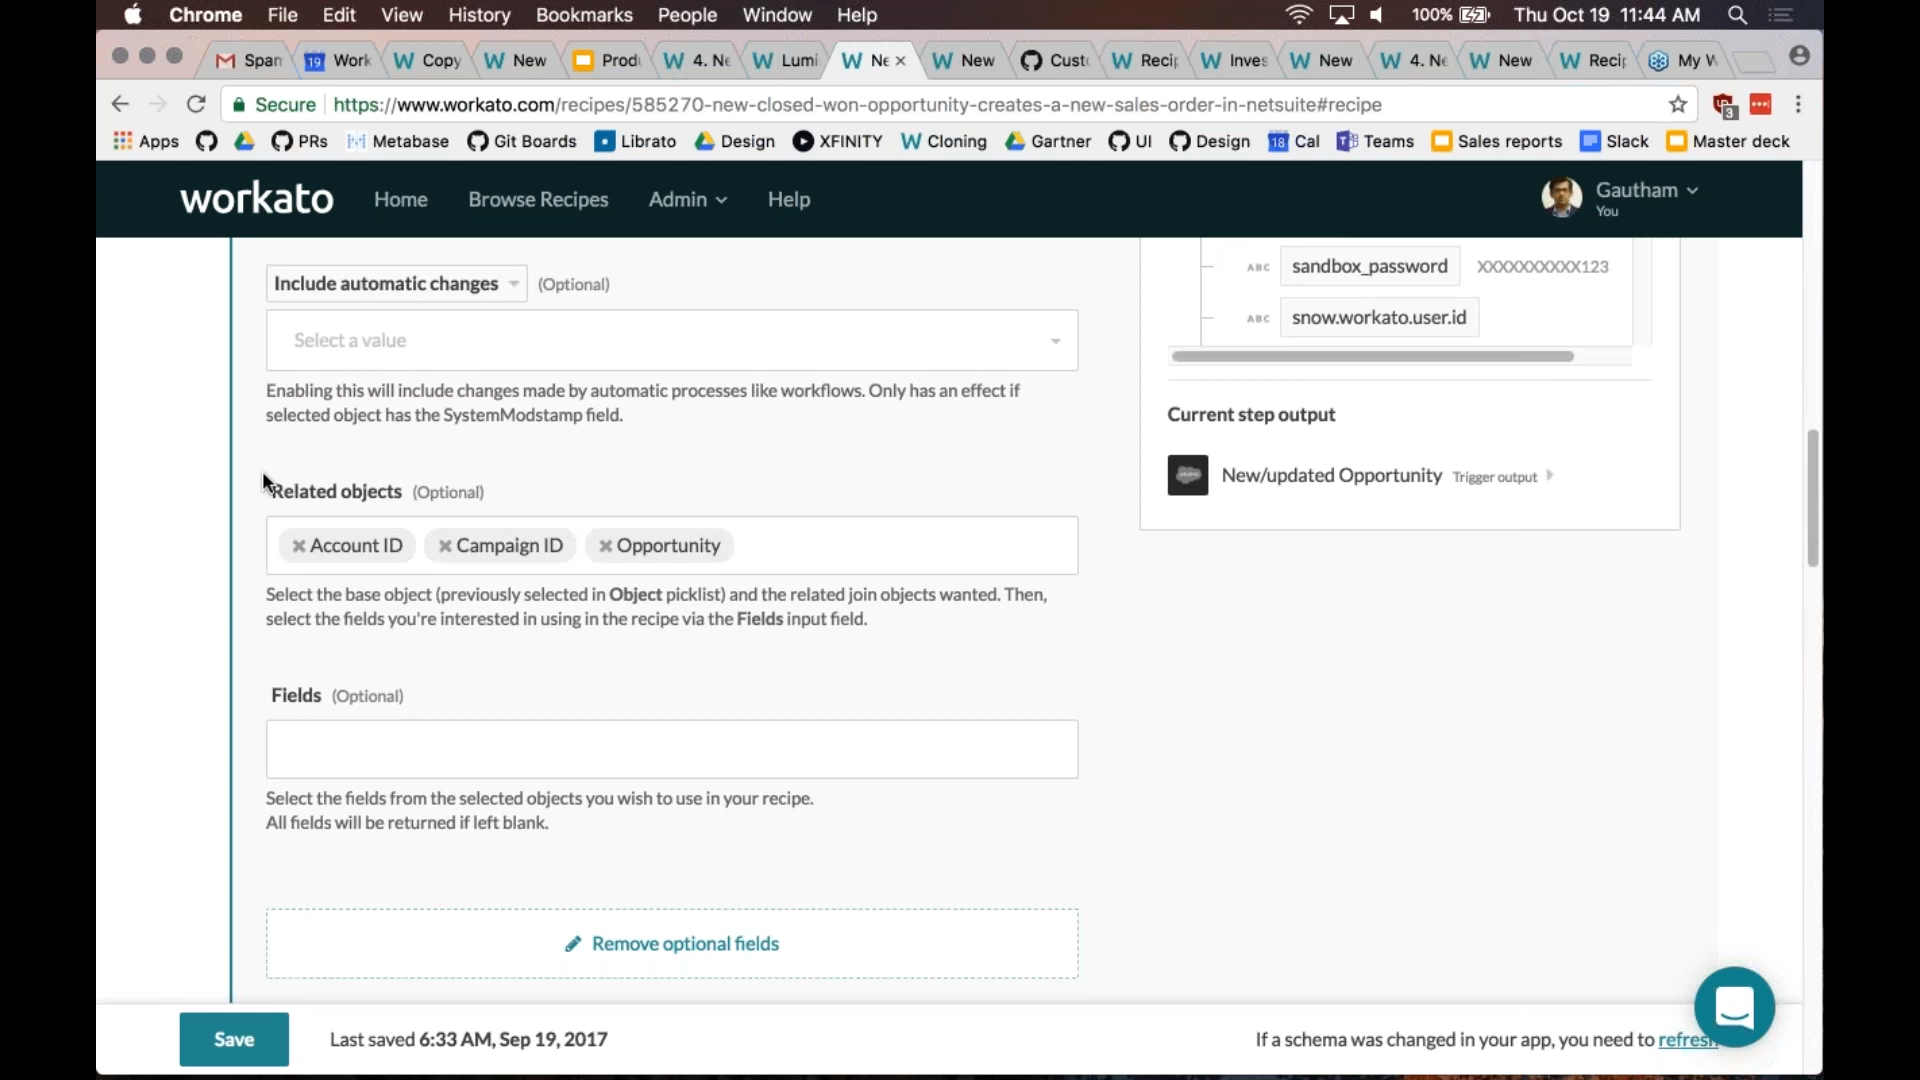 Chrome File Edit View History Bookmarks People Window Help 100% Thu Oct 19 11:44 AM
Span 19 Work Copy New Prod 4. Ne Lumi Ne New Cust Recip Inves New 4. Ne New Recip My W
Secure https://www.workato.com/recipes/585270-new-closed-won-opportunity-creates-a-new-sales-order-in-netsuite#recipe 3
Apps PRs Metabase Git Boards Librato Design XFINITY Cloning Gartner UI Design 18 Cal Teams Sales reports Slack Master deck
workato Home Browse Recipes Admin Help Gautham
You
Include automatic changes (Optional)
Select a value
Enabling this will include changes made by automatic processes like workflows. Only has an effect if
selected object has the SystemModstamp field.
Related objects (Optional)
Account ID Campaign ID Opportunity
Select the base object (previously selected in Object picklist) and the related join objects wanted. Then,
select the fields you're interested in using in the recipe via the Fields input field.
Fields (Optional)
Select the fields from the selected objects you wish to use in your recipe.
All fields will be returned if left blank.
Remove optional fields
ABC sandbox_password XXXXXXXXXX123
ABC snow.workato.user.id
Current step output
New/updated Opportunity Trigger output
Save Last saved 6:33 AM, Sep 19, 2017 If a schema was changed in your app, you need to refresh